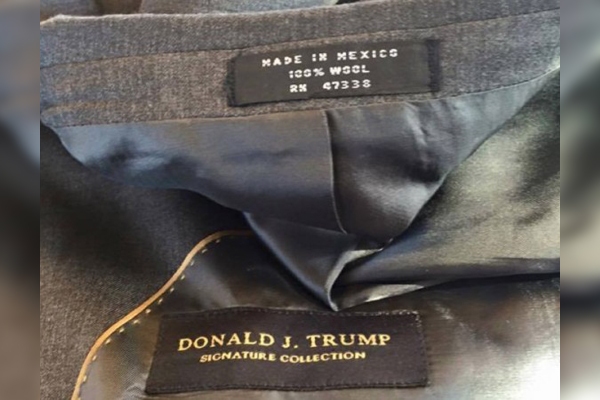 MADE IN MEXICO
100% WOOL
RN 47338
DONALD J. TRUMP
SIGNATURE COLLECTION